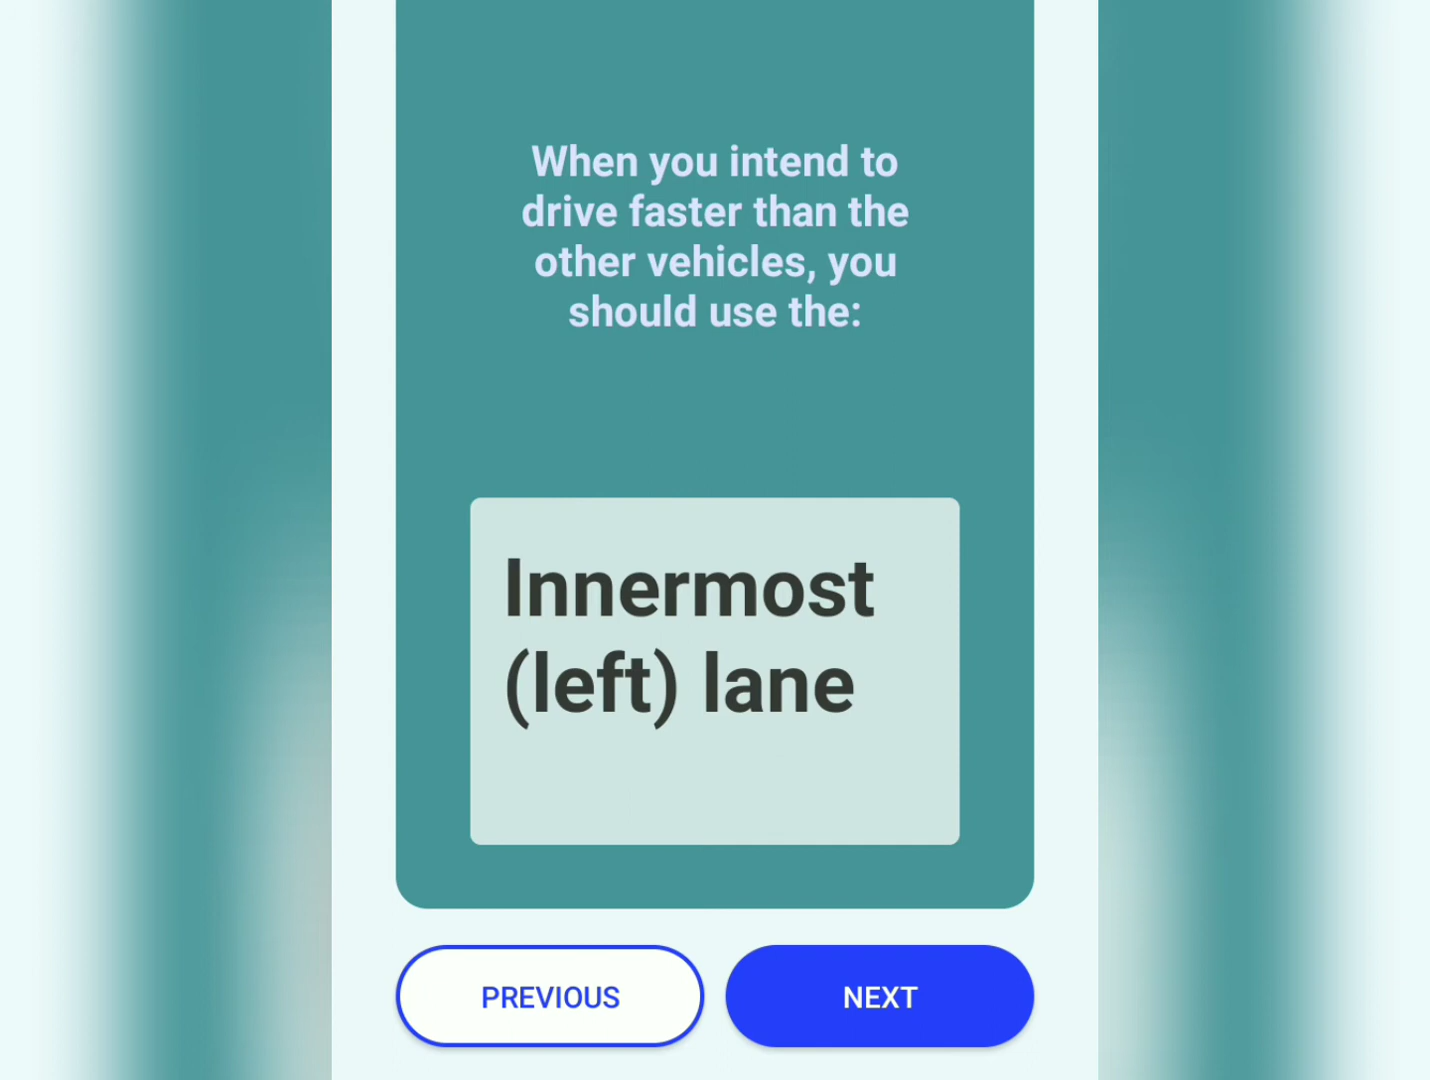 When you intend to
drive faster than the
other vehicles, you
should use the:
Innermost
(left) lane
PREVIOUS
NEXT